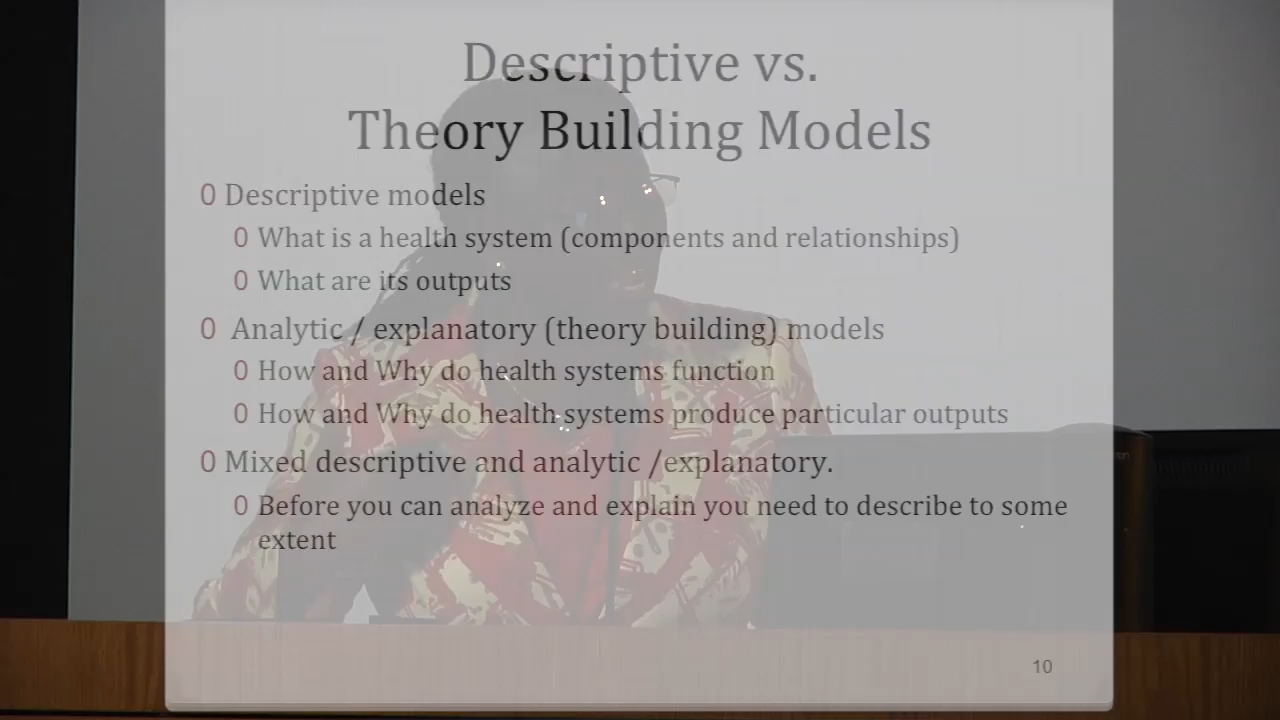 Descriptive vs.
Theory Building Models
0 Descriptive models
0 What is a health system (components and relationships)
0 What are its outputs
0 Analytic / explanatory (theory building) models
0 How and Why do health systems function
0 How and Why do health systems produce particular outputs
0 Mixed descriptive and analytic /explanatory.
0 Before you can analyze and explain you need to describe to some
extent
10